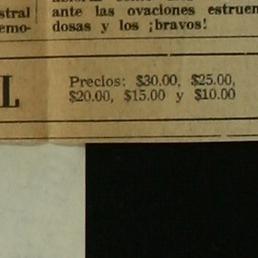 ante las ovaciones estruen
stral
dosas y los ¡bravos!
emo-
L
Precios: $30.00, $25.00,
$20.00, $15.00 y $10.00